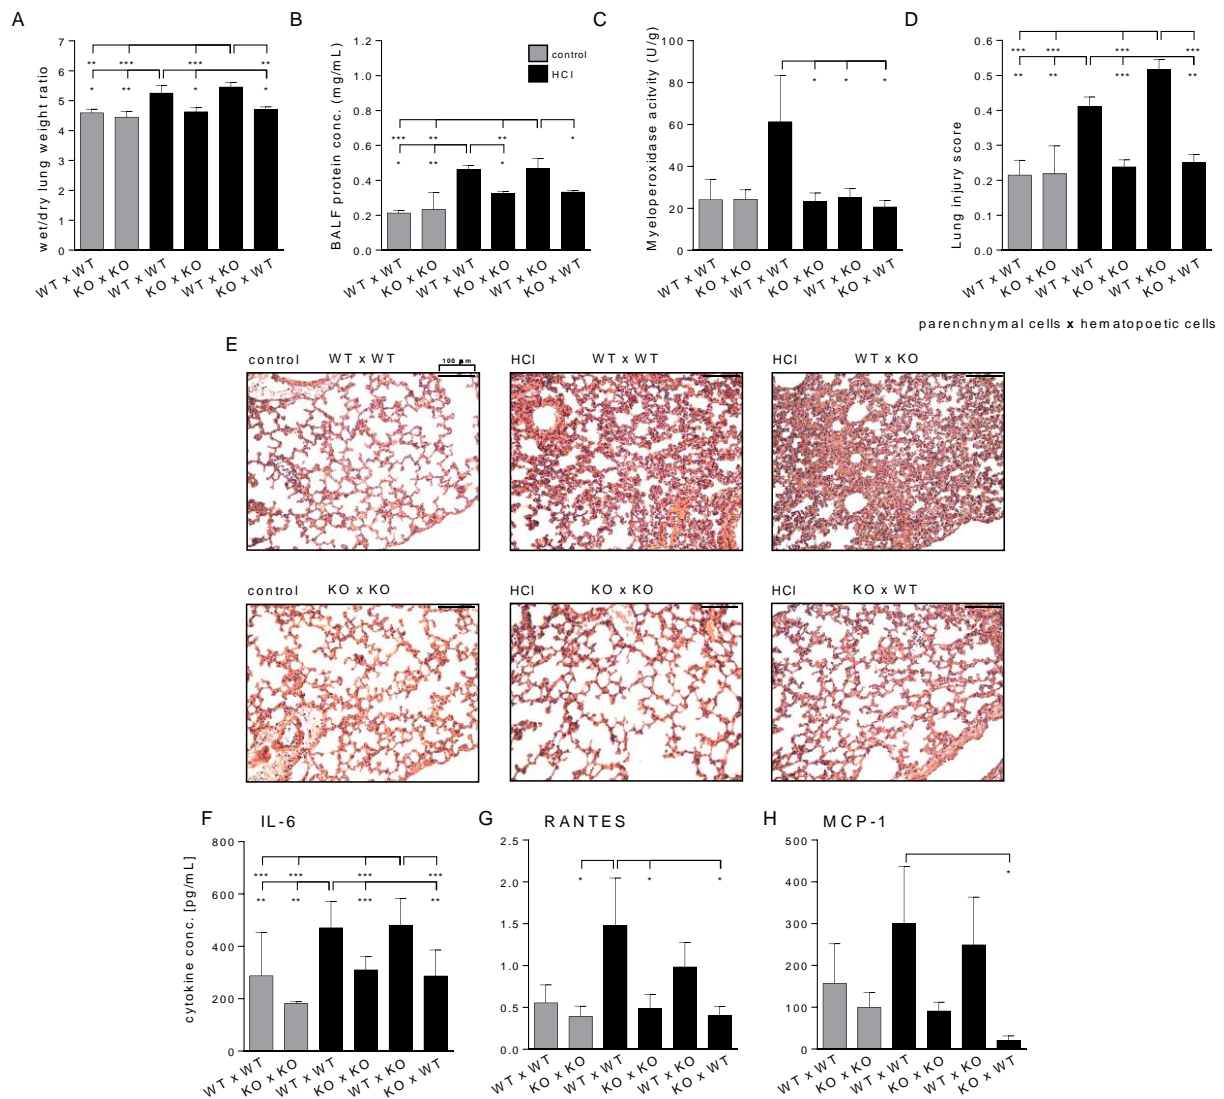 A
wet/dry lung weight ratio
7
6
5
4
3
2
1
0
** *** *** **
* ** * *
WT x WT
KO x KO
WT x WT
KO x KO
WT x KO
KO x WT
B
BALF protein conc. (mg/mL)
1.2
1.0
0.8
0.6
0.4
0.2
0.0
control
HCl
*** ** ** *
* ** *
WT x WT
KO x KO
WT x WT
KO x KO
WT x KO
KO x WT
C
Myeloperoxidase acitvity (U/g)
100
80
60
40
20
0
* * *
WT x WT
KO x KO
WT x WT
KO x KO
WT x KO
KO x WT
D
Lung injury score
0.6
0.5
0.4
0.3
0.2
0.1
0.0
*** *** *** ***
** ** *** **
WT x WT
KO x KO
WT x WT
KO x KO
WT x KO
KO x WT
parenchnymal cells x hematopoetic cells
E
control WT x WT
100 µm
HCl WT x WT
HCl WT x KO
control KO x KO
HCl KO x KO
HCl KO x WT
F IL-6
cytokine conc. [pg/mL]
800
600
400
200
0
*** *** *** ***
** ** *** **
WT x WT
KO x KO
WT x WT
KO x KO
WT x KO
KO x WT
G RANTES
2.5
2.0
1.5
1.0
0.5
0.0
* * *
WT x WT
KO x KO
WT x WT
KO x KO
WT x KO
KO x WT
H MCP-1
500
400
300
200
100
0
*
WT x WT
KO x KO
WT x WT
KO x KO
WT x KO
KO x WT